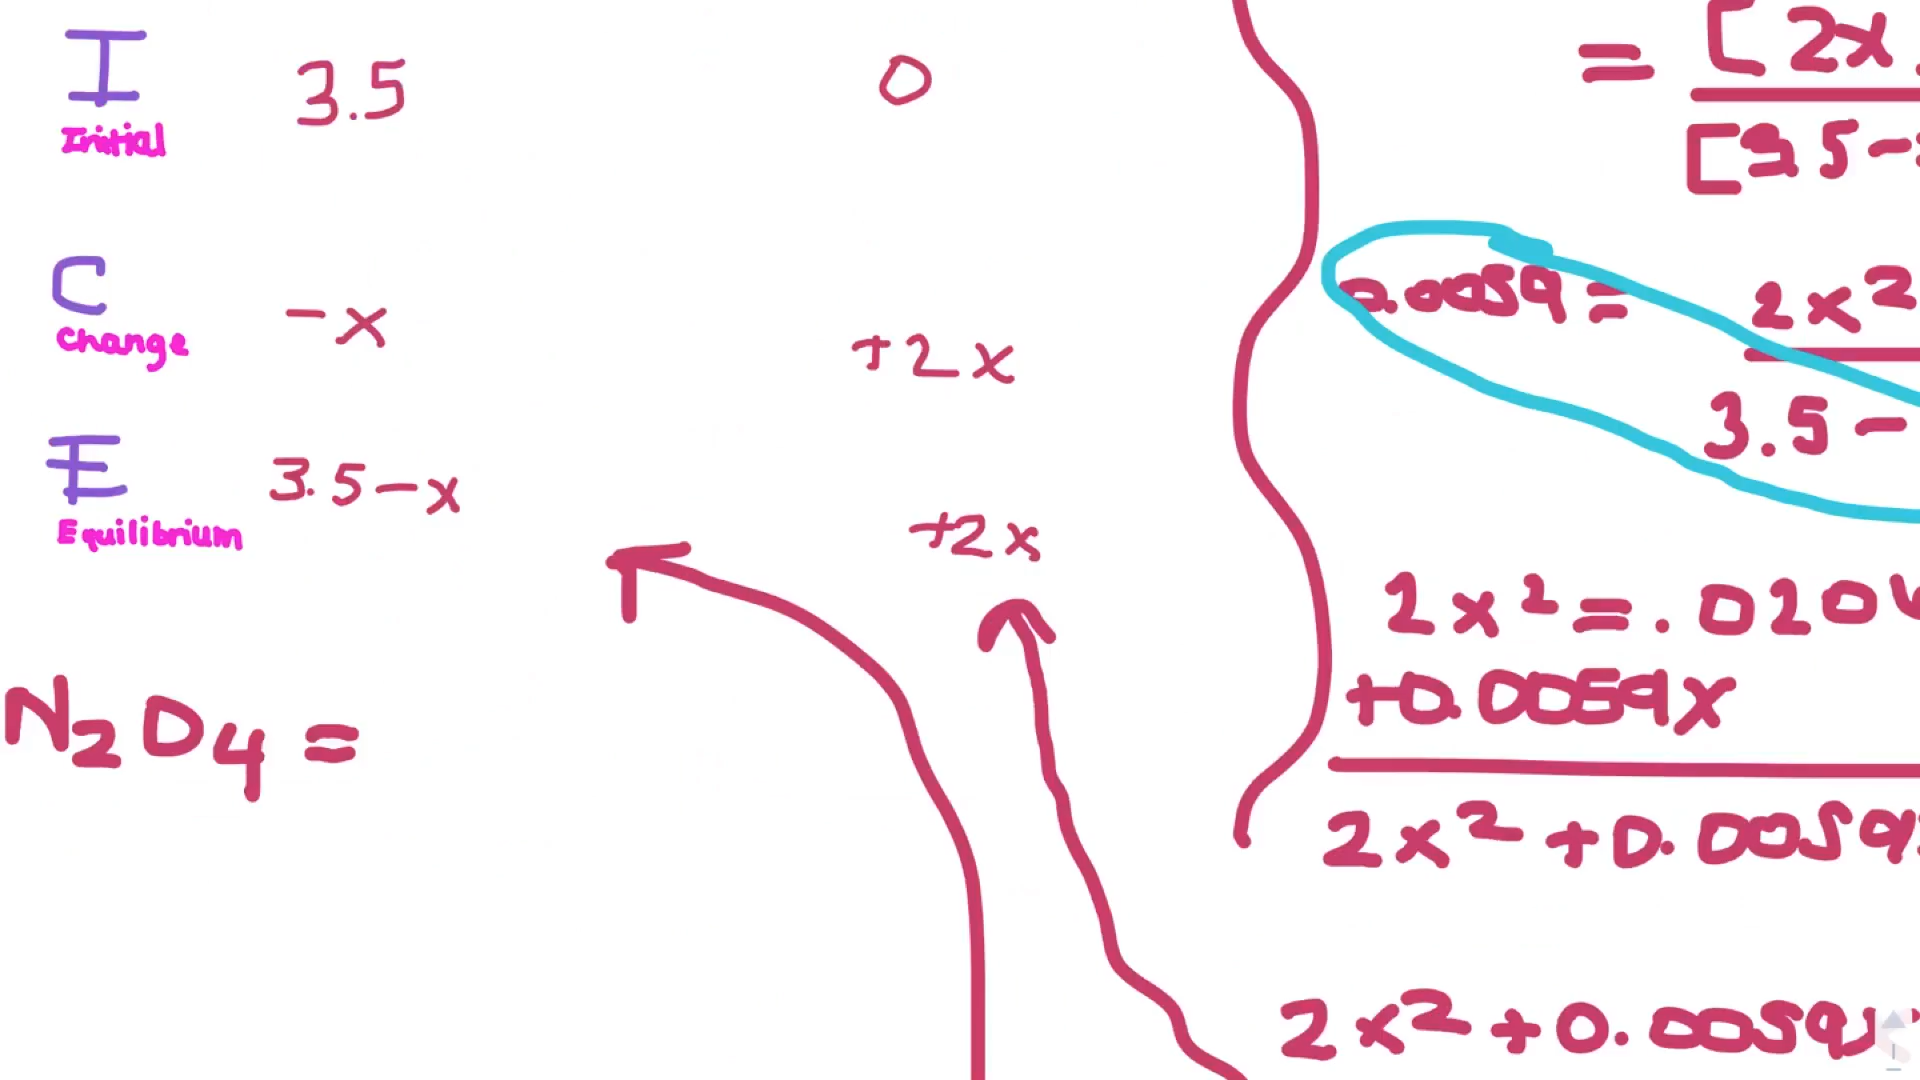 I 3.5 0
Initial
C -x +2x
Change
E 3.5-x +2x
Equilibrium
N₂O₄ =
= [2x
[3.5-
0.0059 = 2x²
3.5-
2x² = .020
+0.0059x
2x² + 0.0059
2x² + 0.0059